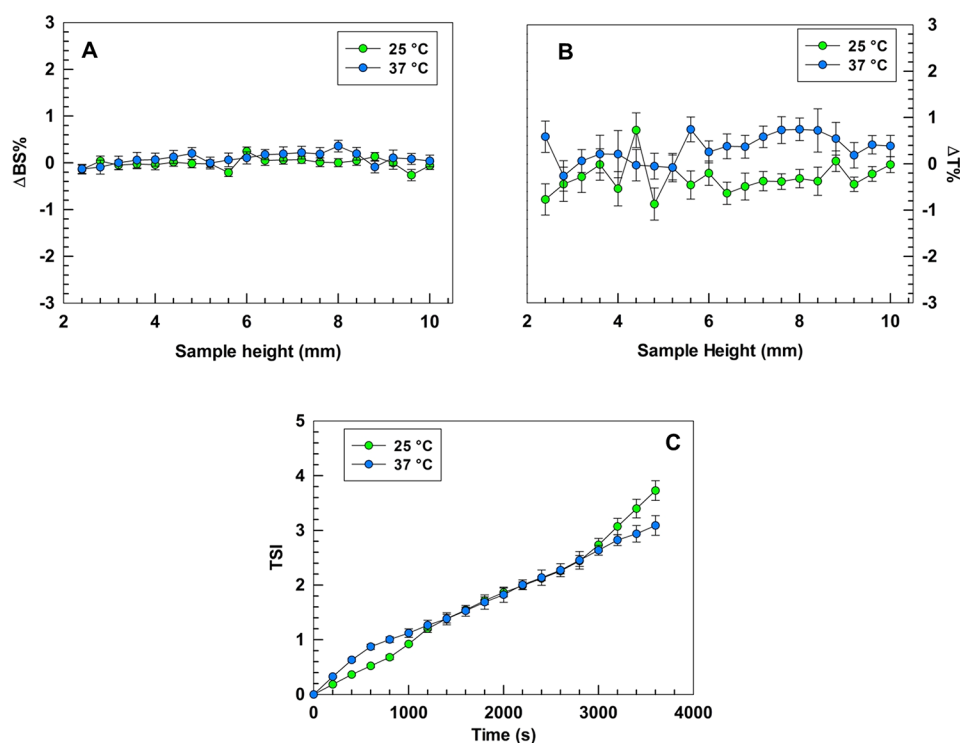 A
25 °C
37 °C
3
2
1
0
-1
-2
-3
ΔBS%
2 4 6 8 10
Sample height (mm)
B
25 °C
37 °C
3
2
1
0
-1
-2
-3
ΔT%
2 4 6 8 10
Sample Height (mm)
C
25 °C
37 °C
5
4
3
2
1
0
TSI
0 1000 2000 3000 4000
Time (s)